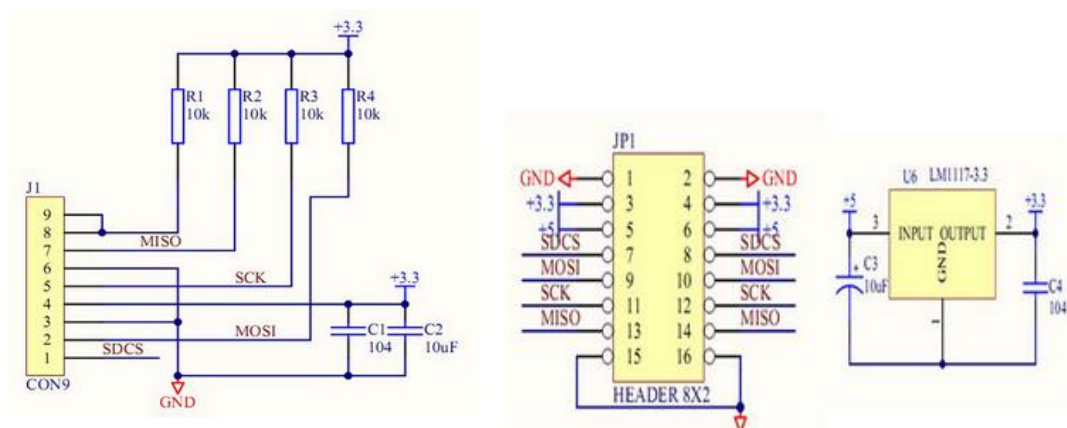 +3.3
R1 R2 R3 R4
10k 10k 10k 10k
J1
9
8
MISO
7
6
SCK
5
+3.3
4
3
C1 C2
MOSI
2
104 10uF
SDCS
1
CON9
GND
JP1
GND 1 2 GND
+3.3 3 4 +3.3
+5 5 6 +5
SDCS 7 8 SDCS
MOSI 9 10 MOSI
SCK 11 12 SCK
MISO 13 14 MISO
15 16
HEADER 8X2
U6 LM1117-3.3
+5 +3.3
3 INPUT OUTPUT 2
GND
C3 +
10uF
C4
104
1